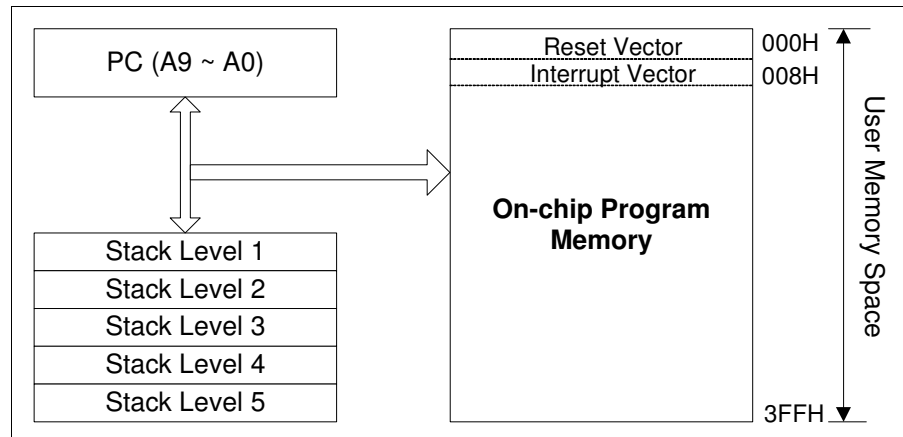 PC (A9 ~ A0)
Stack Level 1
Stack Level 2
Stack Level 3
Stack Level 4
Stack Level 5
Reset Vector
000H
Interrupt Vector
008H
On-chip Program
Memory
3FFH
User Memory Space